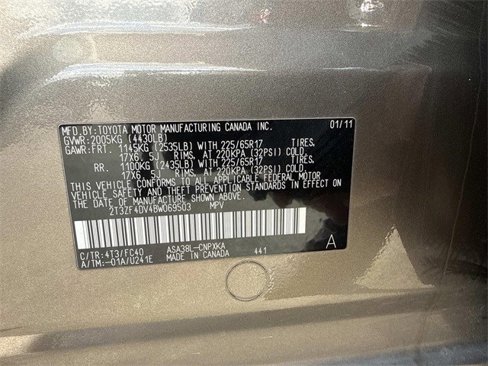 MFD.BY:TOYOTA MOTOR MANUFACTURING CANADA INC. 01/11
GVWR:2005KG (4430LB)
GAWR:FRT. 1145KG (2535LB) WITH 225/65R17 TIRES.
17X6.5J RIMS. AT 220KPA (32PSI) COLD.
RR. 1100KG (2435LB) WITH 225/65R17 TIRES.
17X6.5J RIMS. AT 220KPA (32PSI) COLD.
THIS VEHICLE CONFORMS TO ALL APPLICABLE FEDERAL MOTOR
VEHICLE SAFETY AND THEFT PREVENTION STANDARDS IN
EFFECT ON THE DATE OF MANUFACTURE SHOWN ABOVE.
2T3ZF4DV4BW069503 MPV
C/TR:4T3/FC40 ASA38L-CNPXKA 441
A/TM:-01A/U241E MADE IN CANADA A